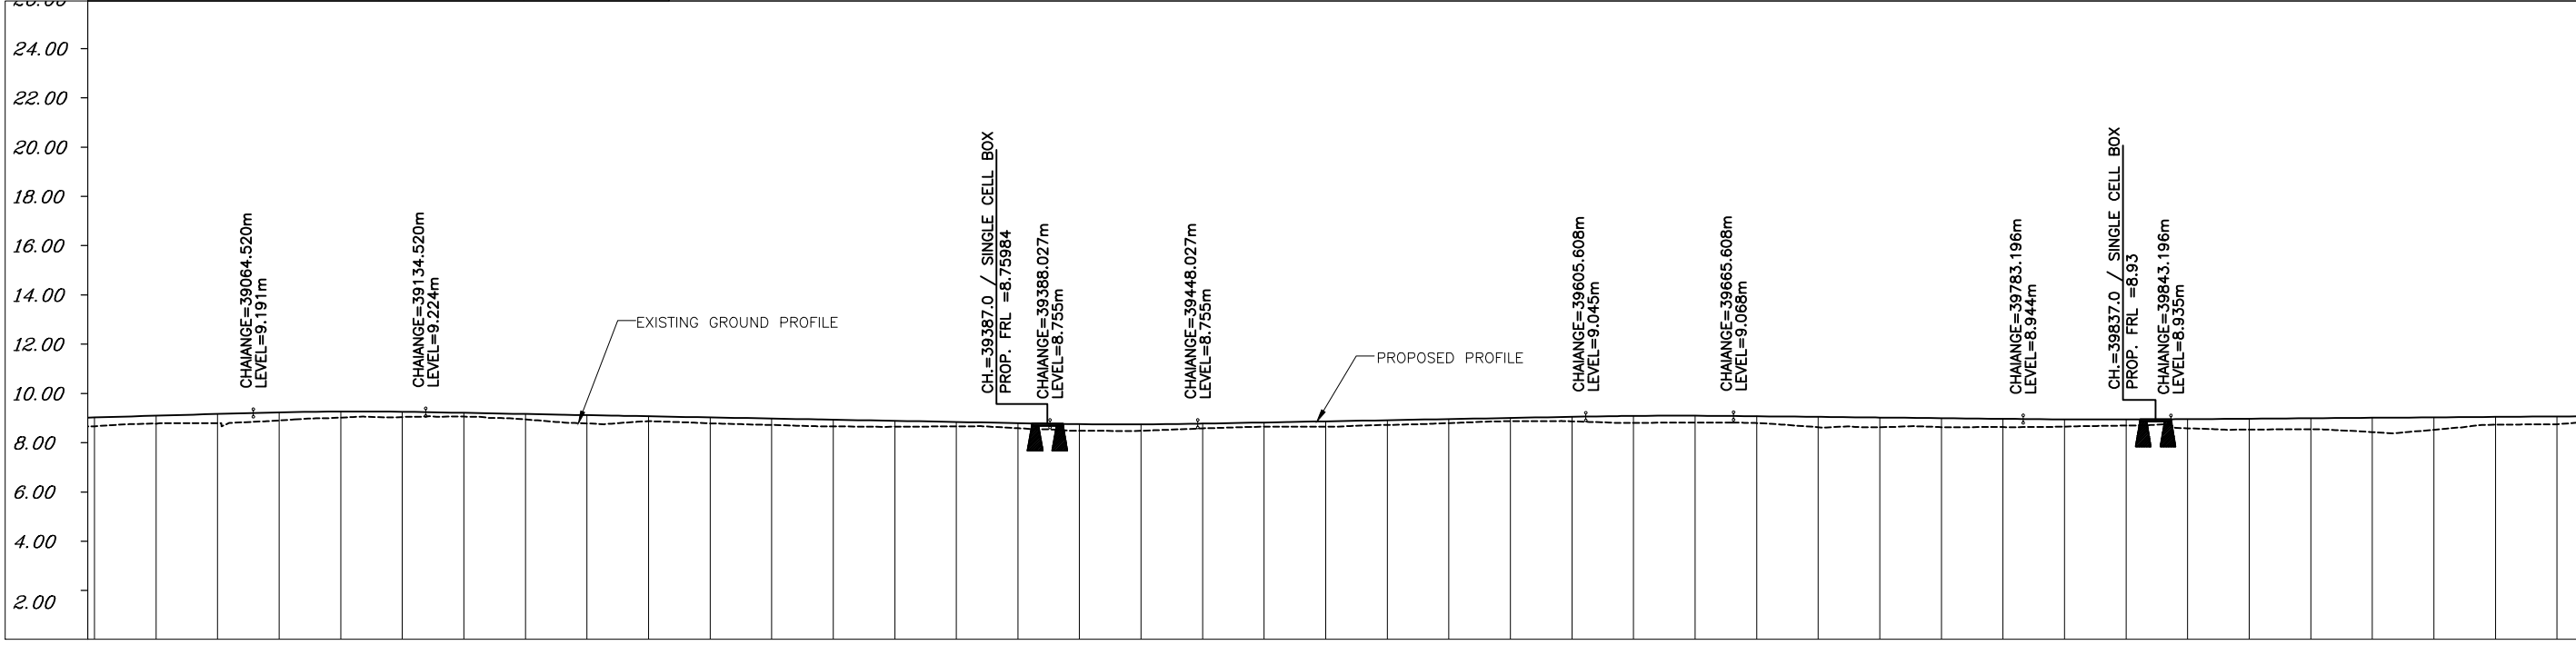 24.00
22.00
20.00
18.00
16.00
14.00
12.00
10.00
8.00
6.00
4.00
2.00
CHAIANGE=39064.520m
LEVEL=9.191m
CHAIANGE=39134.520m
LEVEL=9.224m
EXISTING GROUND PROFILE
CH.=39387.0 / SINGLE CELL BOX
PROP. FRL =8.75984
CHAIANGE=39388.027m
LEVEL=8.755m
CHAIANGE=39448.027m
LEVEL=8.755m
PROPOSED PROFILE
CHAIANGE=39605.608m
LEVEL=9.045m
CHAIANGE=39665.608m
LEVEL=9.068m
CHAIANGE=39783.196m
LEVEL=8.944m
CH.=39837.0 / SINGLE CELL BOX
PROP. FRL =8.93
CHAIANGE=39843.196m
LEVEL=8.935m